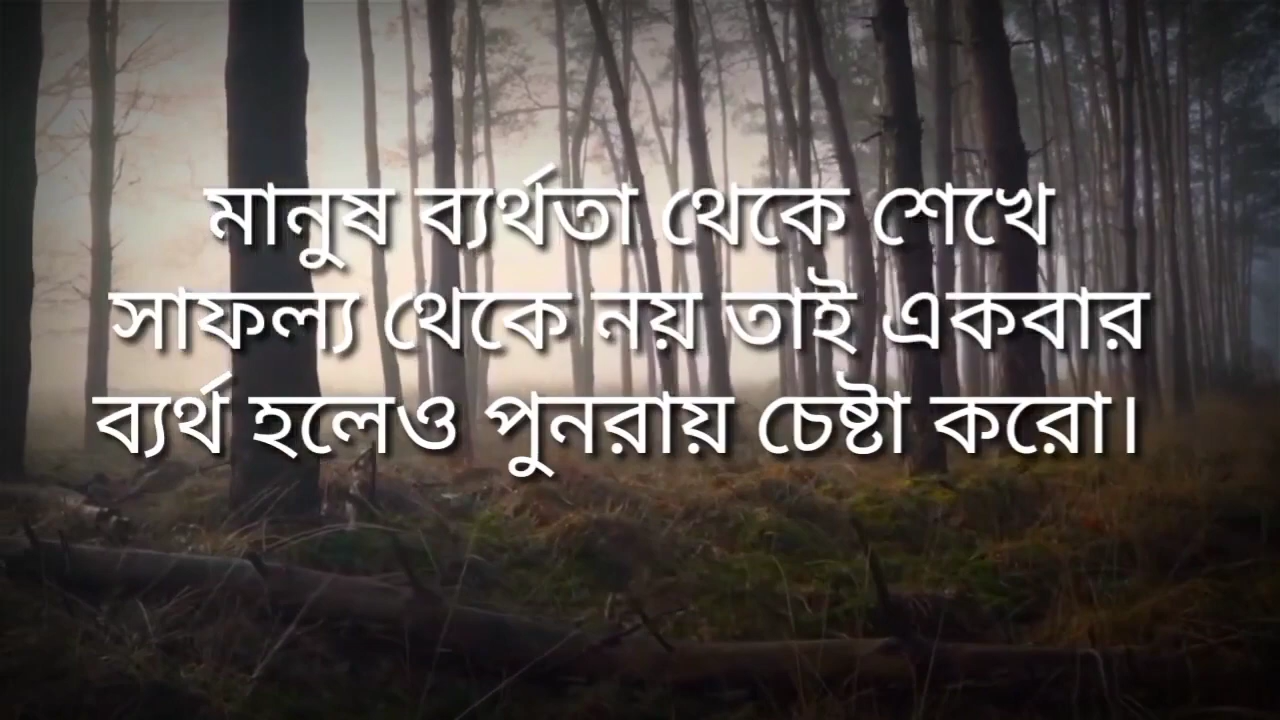 মানুষ ব্যর্থতা থেকে শেখে
সাফল্য থেকে নয় তাই একবার
ব্যর্থ হলেও পুনরায় চেষ্টা করো।